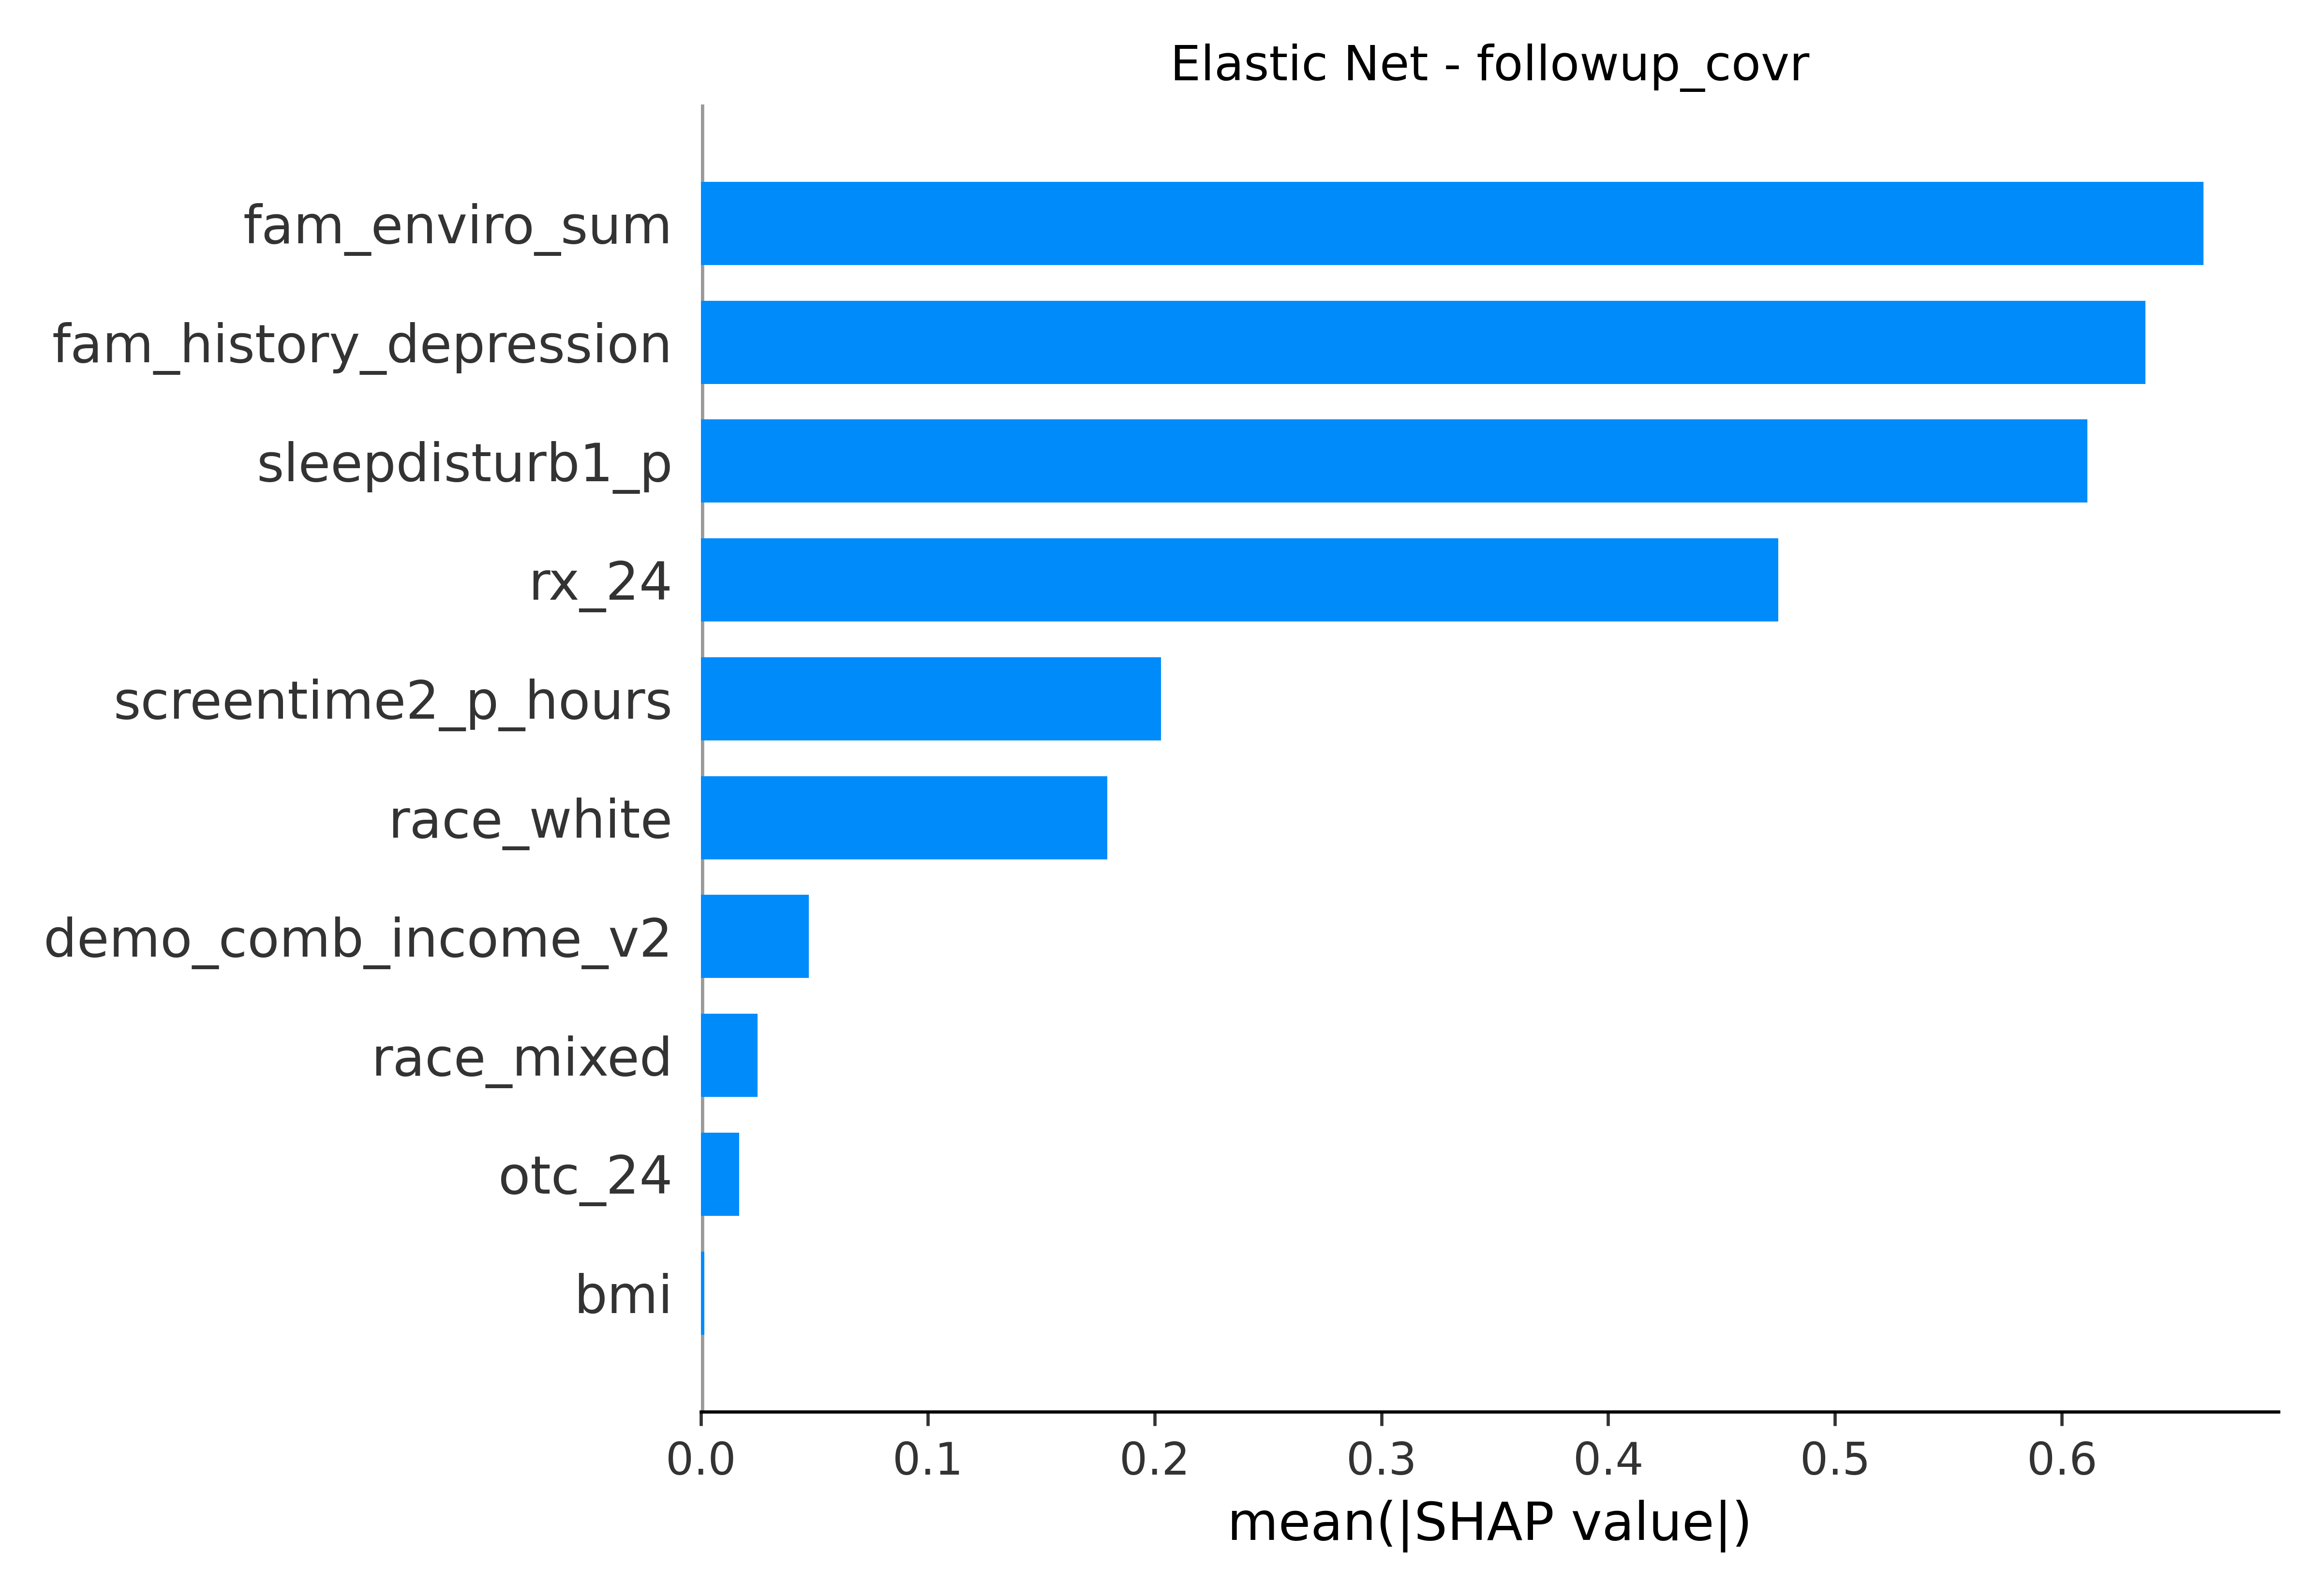 Elastic Net - followup_covr
fam_enviro_sum
fam_history_depression
sleepdisturb1_p
rx_24
screentime2_p_hours
race_white
demo_comb_income_v2
race_mixed
otc_24
bmi
0.0 0.1 0.2 0.3 0.4 0.5 0.6
mean(|SHAP value|)